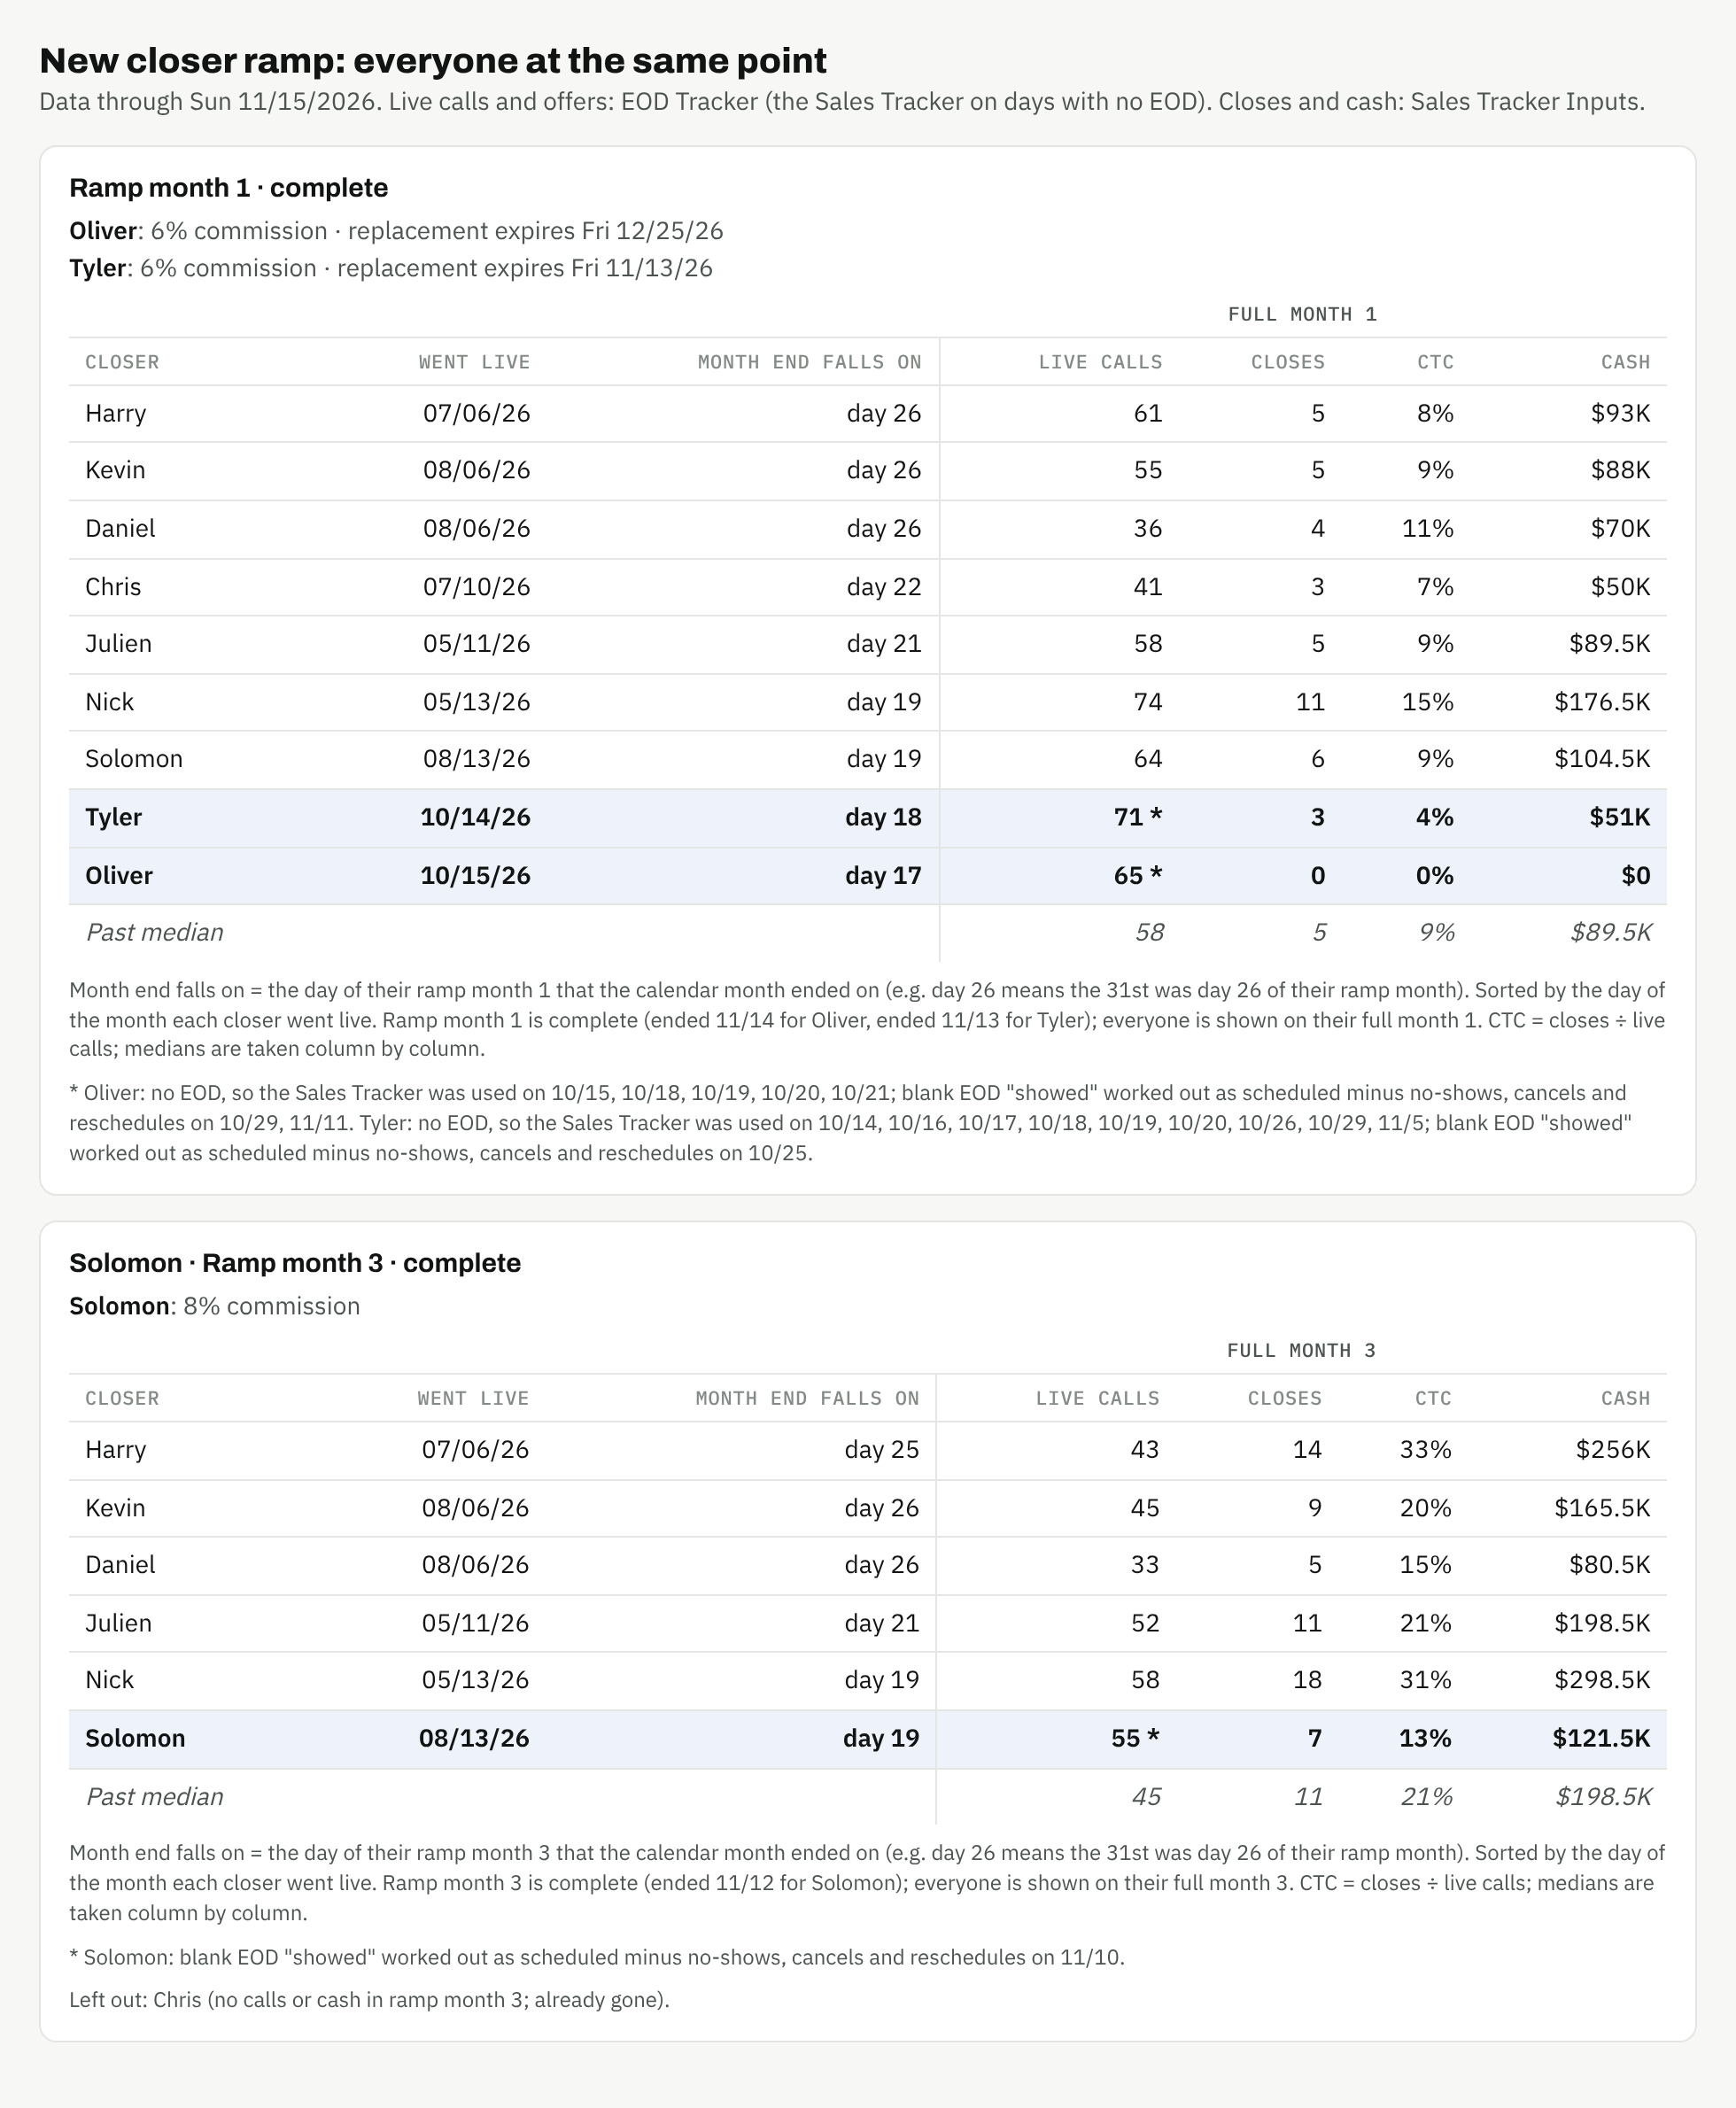 New closer ramp: everyone at the same point
Data through Sun 11/15/2026. Live calls and offers: EOD Tracker (the Sales Tracker on days with no EOD). Closes and cash: Sales Tracker Inputs.
Ramp month 1 · complete
Oliver: 6% commission · replacement expires Fri 12/25/26
Tyler: 6% commission · replacement expires Fri 11/13/26
FULL MONTH 1
CLOSER WENT LIVE MONTH END FALLS ON LIVE CALLS CLOSES CTC CASH
Harry 07/06/26 day 26 61 5 8% $93K
Kevin 08/06/26 day 26 55 5 9% $88K
Daniel 08/06/26 day 26 36 4 11% $70K
Chris 07/10/26 day 22 41 3 7% $50K
Julien 05/11/26 day 21 58 5 9% $89.5K
Nick 05/13/26 day 19 74 11 15% $176.5K
Solomon 08/13/26 day 19 64 6 9% $104.5K
Tyler 10/14/26 day 18 71 * 3 4% $51K
Oliver 10/15/26 day 17 65 * 0 0% $0
Past median 58 5 9% $89.5K
Month end falls on = the day of their ramp month 1 that the calendar month ended on (e.g. day 26 means the 31st was day 26 of their ramp month). Sorted by the day of
the month each closer went live. Ramp month 1 is complete (ended 11/14 for Oliver, ended 11/13 for Tyler); everyone is shown on their full month 1. CTC = closes ÷ live
calls; medians are taken column by column.
* Oliver: no EOD, so the Sales Tracker was used on 10/15, 10/18, 10/19, 10/20, 10/21; blank EOD "showed" worked out as scheduled minus no-shows, cancels and
reschedules on 10/29, 11/11. Tyler: no EOD, so the Sales Tracker was used on 10/14, 10/16, 10/17, 10/18, 10/19, 10/20, 10/26, 10/29, 11/5; blank EOD "showed"
worked out as scheduled minus no-shows, cancels and reschedules on 10/25.
Solomon · Ramp month 3 · complete
Solomon: 8% commission
FULL MONTH 3
CLOSER WENT LIVE MONTH END FALLS ON LIVE CALLS CLOSES CTC CASH
Harry 07/06/26 day 25 43 14 33% $256K
Kevin 08/06/26 day 26 45 9 20% $165.5K
Daniel 08/06/26 day 26 33 5 15% $80.5K
Julien 05/11/26 day 21 52 11 21% $198.5K
Nick 05/13/26 day 19 58 18 31% $298.5K
Solomon 08/13/26 day 19 55 * 7 13% $121.5K
Past median 45 11 21% $198.5K
Month end falls on = the day of their ramp month 3 that the calendar month ended on (e.g. day 26 means the 31st was day 26 of their ramp month). Sorted by the day of
the month each closer went live. Ramp month 3 is complete (ended 11/12 for Solomon); everyone is shown on their full month 3. CTC = closes ÷ live calls; medians are
taken column by column.
* Solomon: blank EOD "showed" worked out as scheduled minus no-shows, cancels and reschedules on 11/10.
Left out: Chris (no calls or cash in ramp month 3; already gone).